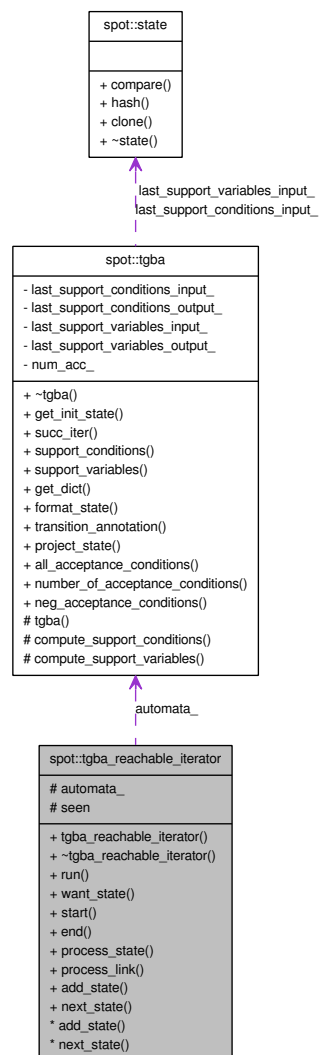 spot::state
+ compare()
+ hash()
+ clone()
+ ~state()
last_support_variables_input_
last_support_conditions_input_
spot::tgba
- last_support_conditions_input_
- last_support_conditions_output_
- last_support_variables_input_
- last_support_variables_output_
- num_acc_
+ ~tgba()
+ get_init_state()
+ succ_iter()
+ support_conditions()
+ support_variables()
+ get_dict()
+ format_state()
+ transition_annotation()
+ project_state()
+ all_acceptance_conditions()
+ number_of_acceptance_conditions()
+ neg_acceptance_conditions()
# tgba()
# compute_support_conditions()
# compute_support_variables()
automata_
spot::tgba_reachable_iterator
# automata_
# seen
+ tgba_reachable_iterator()
+ ~tgba_reachable_iterator()
+ run()
+ want_state()
+ start()
+ end()
+ process_state()
+ process_link()
+ add_state()
+ next_state()
* add_state()
* next_state()